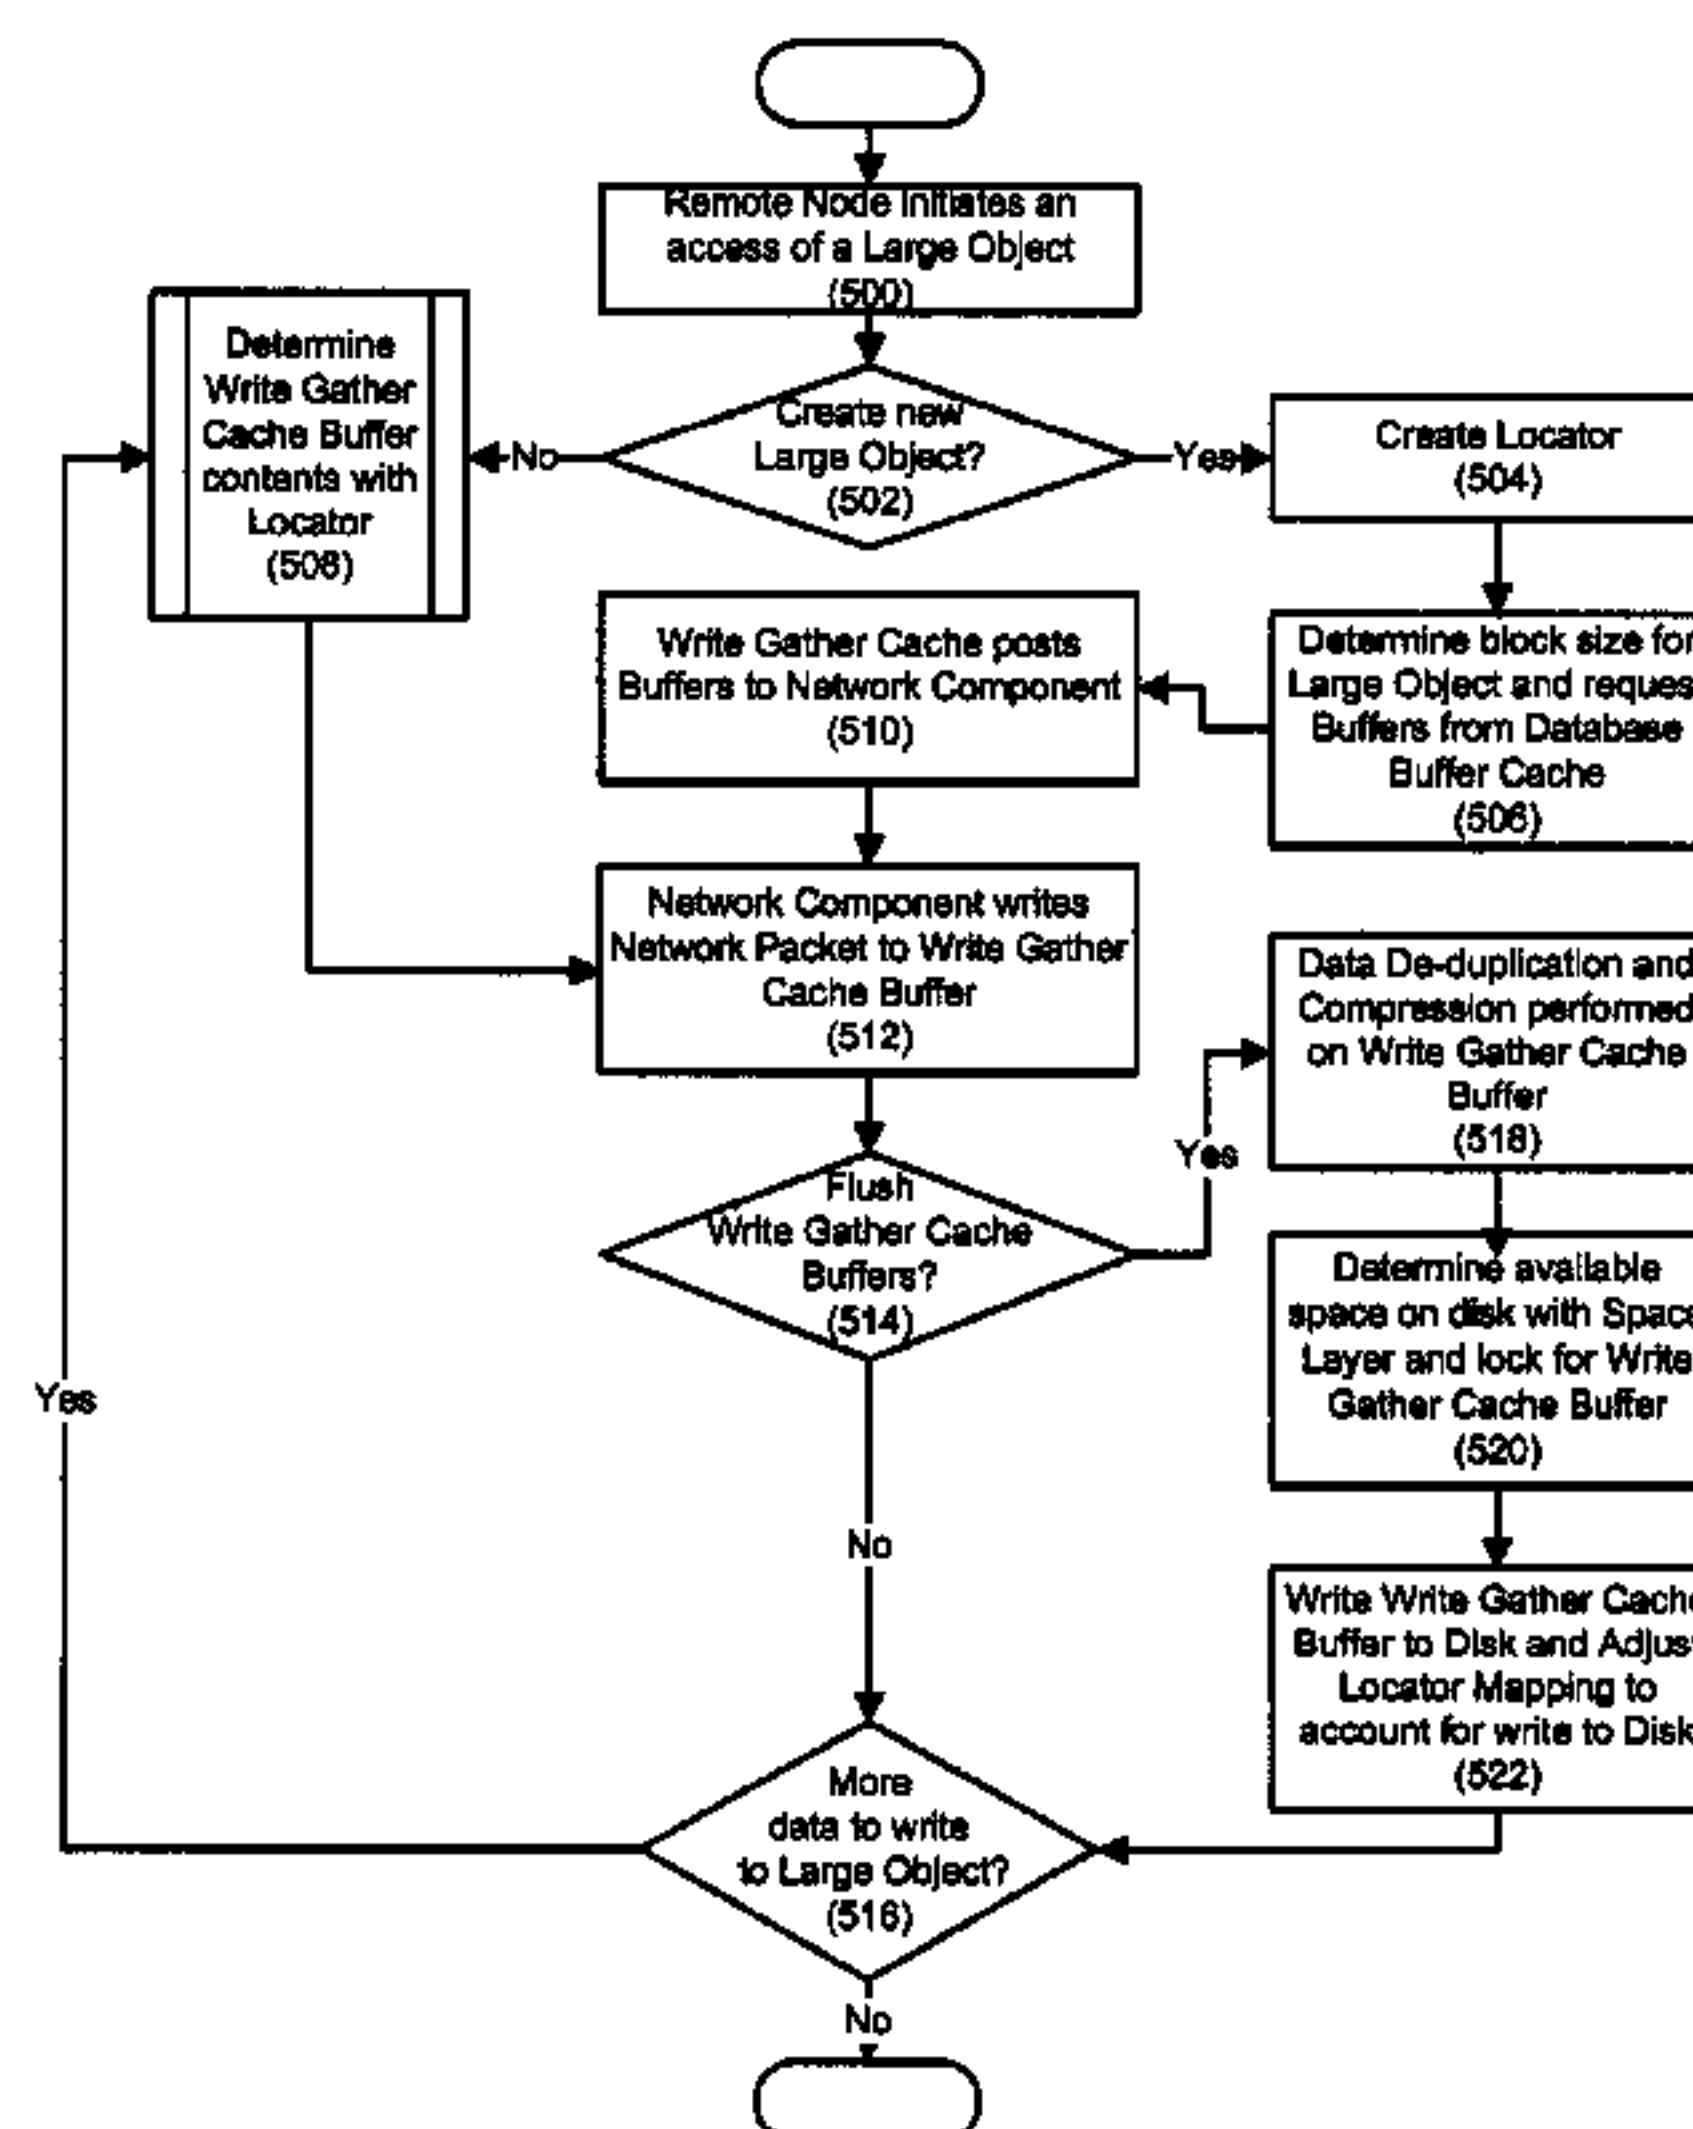 Remote Node initiates an
access of a Large Object
(500)
Determine
Write Gather
Cache Buffer
contents with
Locator
(508)
No
Create new
Large Object?
(502)
Yes
Create Locator
(504)
Write Gather Cache posts
Buffers to Network Component
(510)
Determine block size for
Large Object and reques
Buffers from Database
Buffer Cache
(506)
Network Component writes
Network Packet to Write Gather
Cache Buffer
(512)
Data De-duplication and
Compression performed
on Write Gather Cache
Buffer
(518)
Yes
Flush
Write Gather Cache
Buffers?
(514)
Determine available
space on disk with Space
Layer and lock for Write
Gather Cache Buffer
(520)
Yes
No
Write Write Gather Cache
Buffer to Disk and Adjus
Locator Mapping to
account for write to Disk
(522)
More
data to write
to Large Object?
(516)
No